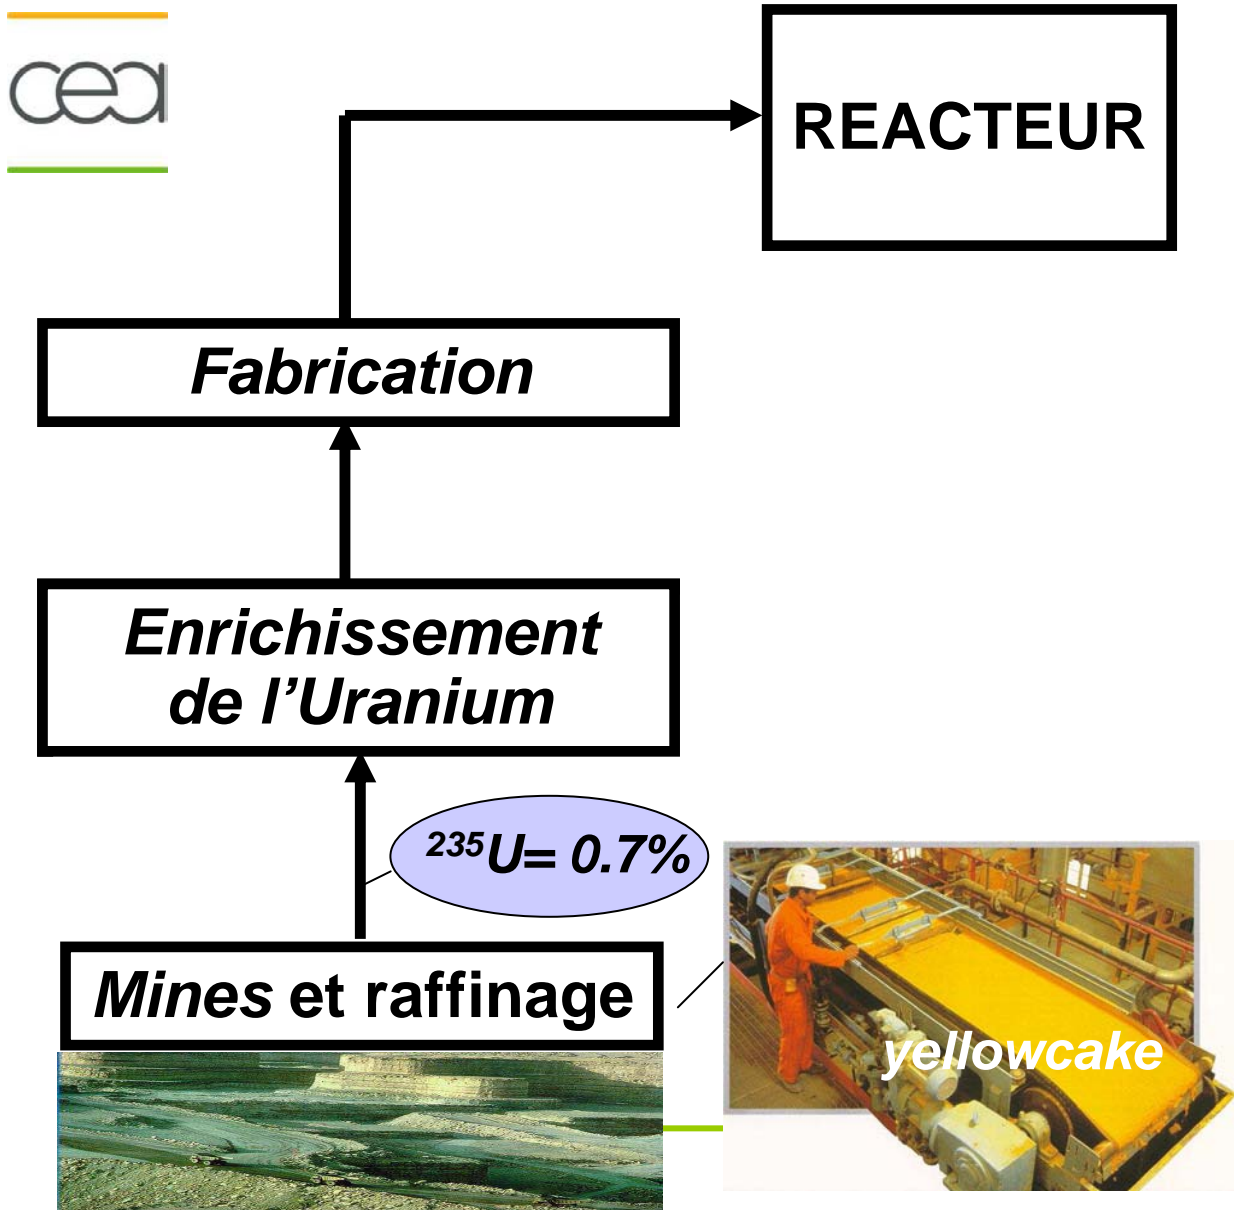 cea
REACTEUR
Fabrication
Enrichissement
de l’Uranium
²³⁵U= 0.7%
Mines et raffinage
yellowcake